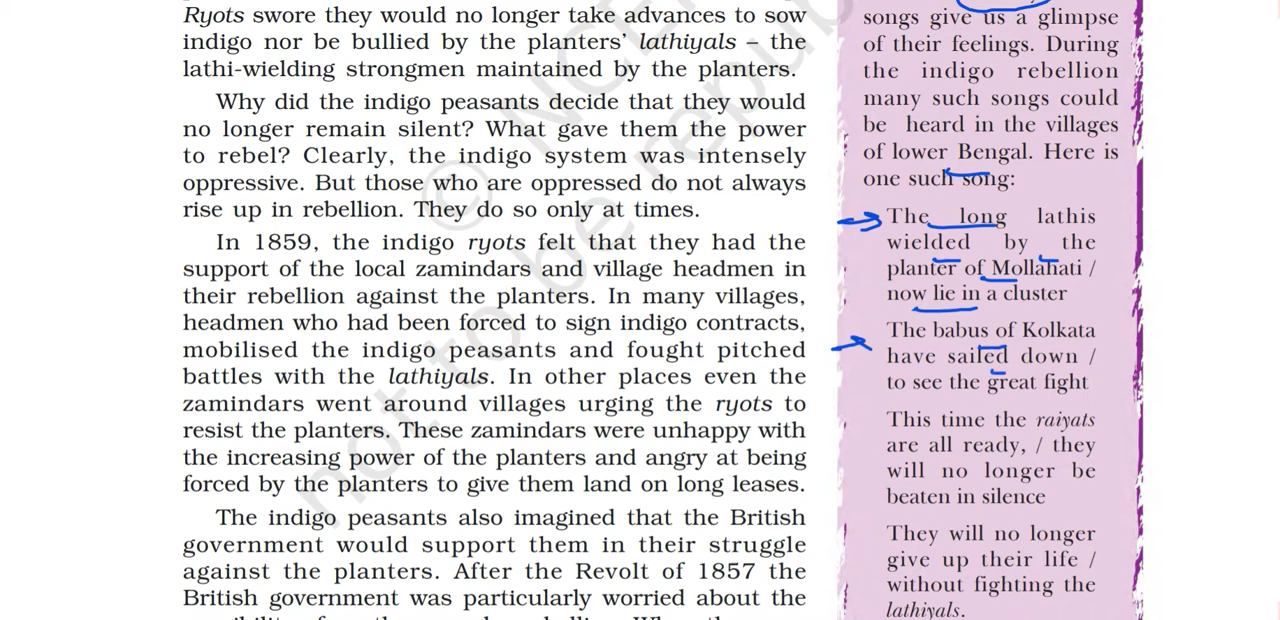 Ryots swore they would no longer take advances to sow
indigo nor be bullied by the planters' lathiyals – the
lathi-wielding strongmen maintained by the planters.
Why did the indigo peasants decide that they would
no longer remain silent? What gave them the power
to rebel? Clearly, the indigo system was intensely
oppressive. But those who are oppressed do not always
rise up in rebellion. They do so only at times.
In 1859, the indigo ryots felt that they had the
support of the local zamindars and village headmen in
their rebellion against the planters. In many villages,
headmen who had been forced to sign indigo contracts,
mobilised the indigo peasants and fought pitched
battles with the lathiyals. In other places even the
zamindars went around villages urging the ryots to
resist the planters. These zamindars were unhappy with
the increasing power of the planters and angry at being
forced by the planters to give them land on long leases.
The indigo peasants also imagined that the British
government would support them in their struggle
against the planters. After the Revolt of 1857 the
British government was particularly worried about the
songs give us a glimpse
of their feelings. During
the indigo rebellion
many such songs could
be heard in the villages
of lower Bengal. Here is
one such song:
The long lathis
wielded by the
planter of Mollahati /
now lie in a cluster
The babus of Kolkata
have sailed down /
to see the great fight
This time the raiyats
are all ready, / they
will no longer be
beaten in silence
They will no longer
give up their life /
without fighting the
lathiyals.
© NCE
not to be republ